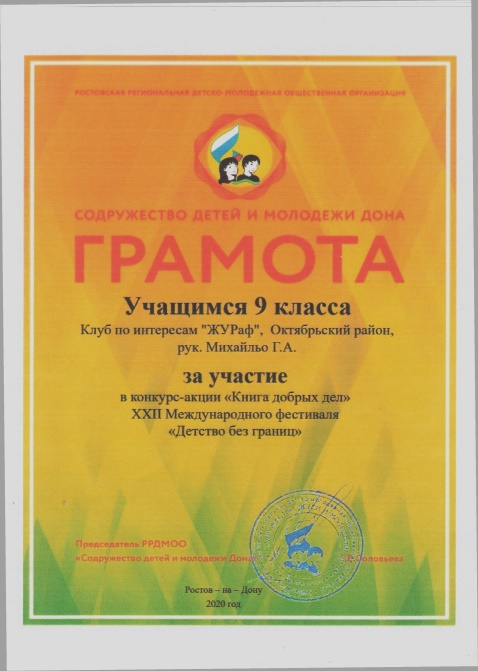 РОСТОВСКАЯ РЕГИОНАЛЬНАЯ ДЕТСКО-МОЛОДЕЖНАЯ ОБЩЕСТВЕННАЯ ОРГАНИЗАЦИЯ
СОДРУЖЕСТВО ДЕТЕЙ И МОЛОДЕЖИ ДОНА
ГРАМОТА
Учащимся 9 класса
Клуб по интересам "ЖУРаф", Октябрьский район,
рук. Михайльо Г.А.
за участие
в конкурс-акции «Книга добрых дел»
XXII Международного фестиваля
«Детство без границ»
Председатель РРДМОО
«Содружество детей и молодежи Дона» Соловьева
Ростов – на – Дону
2020 год